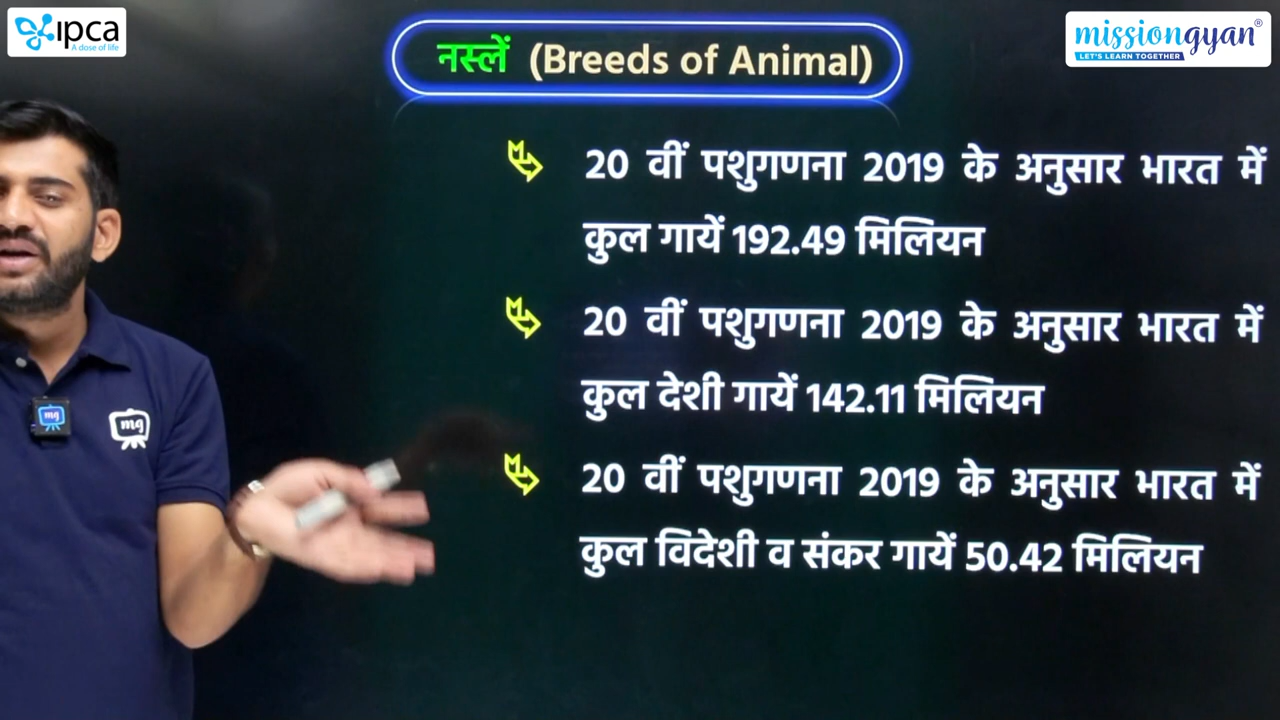 ipca
A dose of life
नस्लें (Breeds of Animal)
missiongyan®
LET'S LEARN TOGETHER
20 वीं पशुगणना 2019 के अनुसार भारत में
कुल गायें 192.49 मिलियन
20 वीं पशुगणना 2019 के अनुसार भारत में
कुल देशी गायें 142.11 मिलियन
20 वीं पशुगणना 2019 के अनुसार भारत में
कुल विदेशी व संकर गायें 50.42 मिलियन
mg
mg